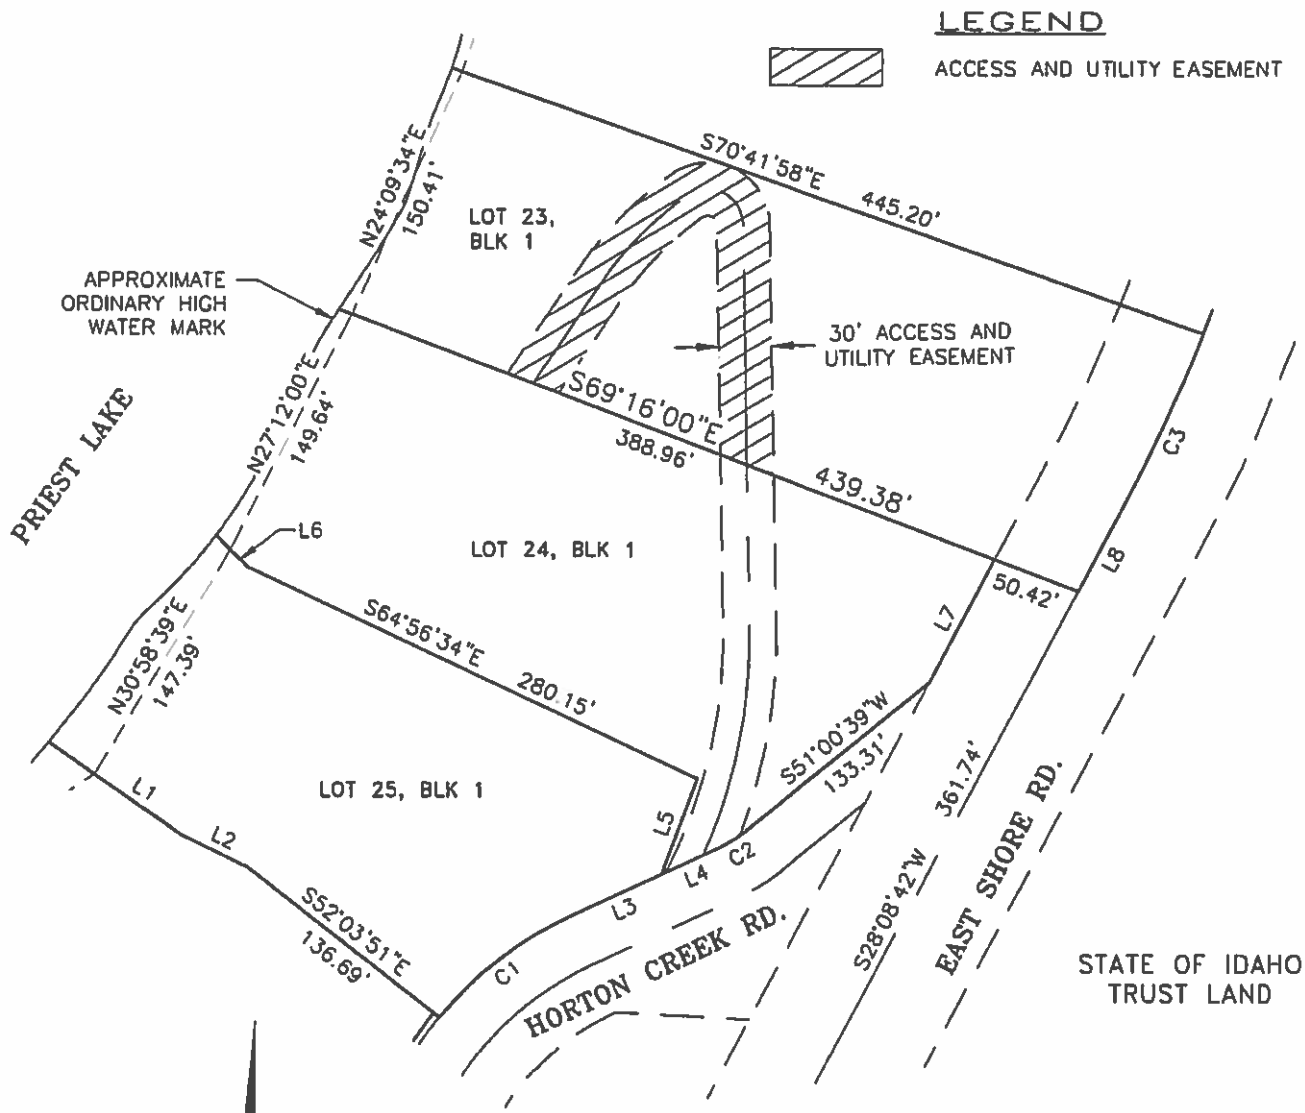 LEGEND
ACCESS AND UTILITY EASEMENT
S70°41'58"E
445.20'
N24°09'34"E
150.41'
LOT 23,
BLK 1
APPROXIMATE
ORDINARY HIGH
WATER MARK
30' ACCESS AND
UTILITY EASEMENT
S69°16'00"E
388.96'
439.38'
50.42'
C3
L8
L7
N27°12'00"E
149.64'
PRIEST LAKE
L6
LOT 24, BLK 1
S64°56'34"E
280.15'
N30°58'39"E
147.39'
S51°00'39"W
133.31'
LOT 25, BLK 1
L5
L1
L2
L4
C2
L3
S52°03'51"E
136.69'
C1
HORTON CREEK RD.
S28°08'42"W
361.74'
EAST SHORE RD.
STATE OF IDAHO
TRUST LAND